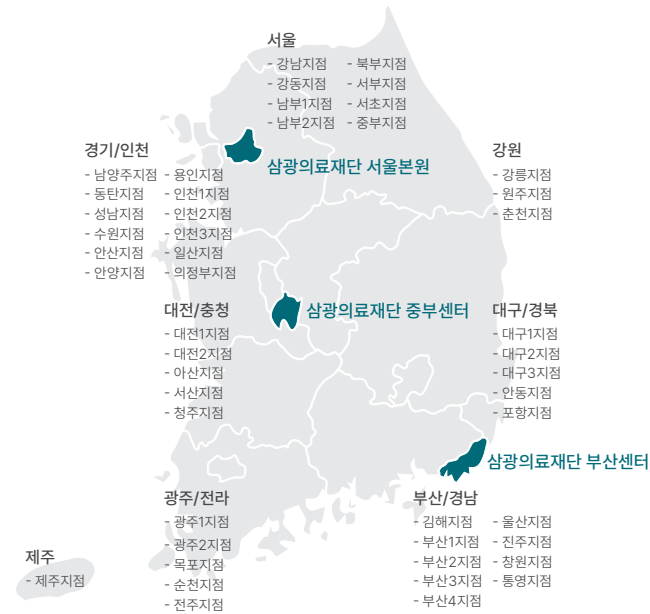 서울
- 강남지점 - 북부지점
- 강동지점 - 서부지점
- 남부1지점 - 서초지점
- 남부2지점 - 중부지점
삼광의료재단 서울본원
경기/인천
- 남양주지점 - 용인지점
- 동탄지점 - 인천1지점
- 성남지점 - 인천2지점
- 수원지점 - 인천3지점
- 안산지점 - 일산지점
- 안양지점 - 의정부지점
강원
- 강릉지점
- 원주지점
- 춘천지점
삼광의료재단 중부센터
대전/충청
- 대전1지점
- 대전2지점
- 아산지점
- 서산지점
- 청주지점
대구/경북
- 대구1지점
- 대구2지점
- 대구3지점
- 안동지점
- 포항지점
삼광의료재단 부산센터
광주/전라
- 광주1지점
- 광주2지점
- 목포지점
- 순천지점
- 전주지점
부산/경남
- 김해지점 - 울산지점
- 부산1지점 - 진주지점
- 부산2지점 - 창원지점
- 부산3지점 - 통영지점
- 부산4지점
제주
- 제주지점